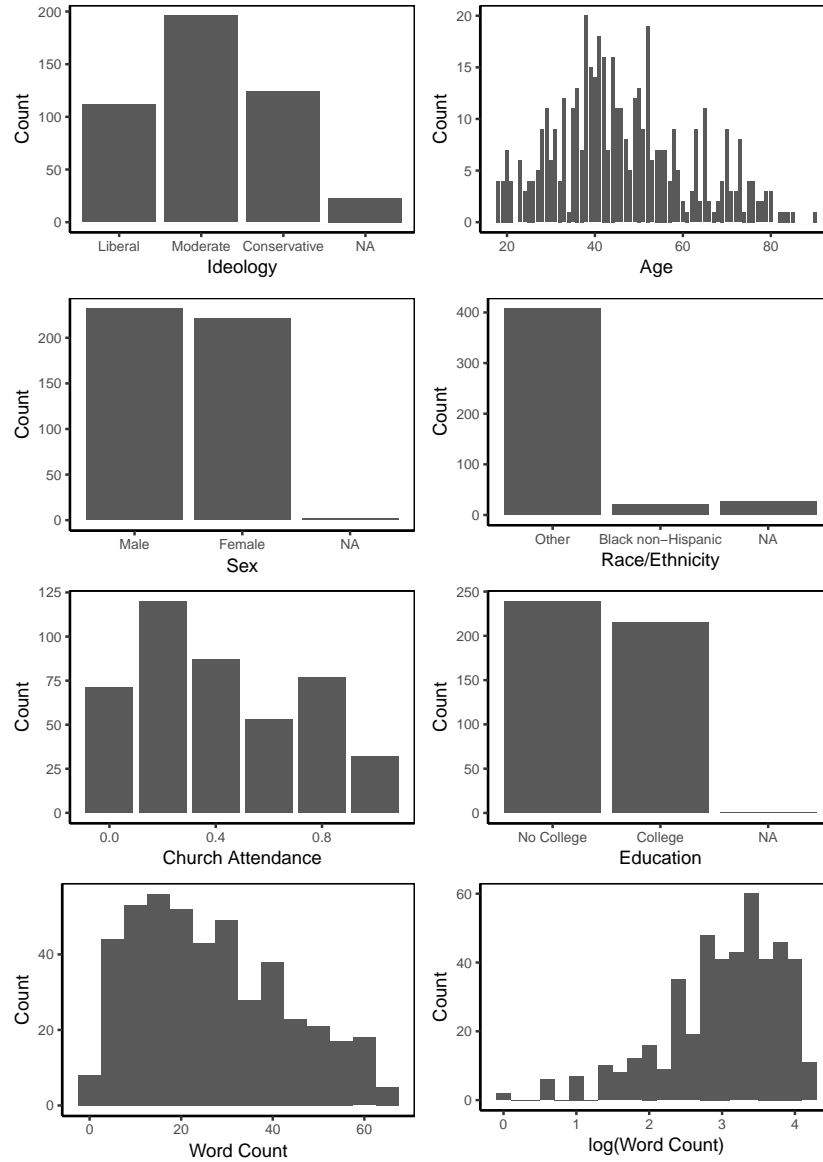 200
150
100
50
0
Count
Liberal Moderate Conservative NA
Ideology
20
15
10
5
0
Count
20 40 60 80
Age
200
150
100
50
0
Count
Male Female NA
Sex
400
300
200
100
0
Count
Other Black non−Hispanic NA
Race/Ethnicity
125
100
75
50
25
0
Count
0.0 0.4 0.8
Church Attendance
250
200
150
100
50
0
Count
No College College NA
Education
40
20
0
Count
0 20 40 60
Word Count
60
40
20
0
Count
0 1 2 3 4
log(Word Count)